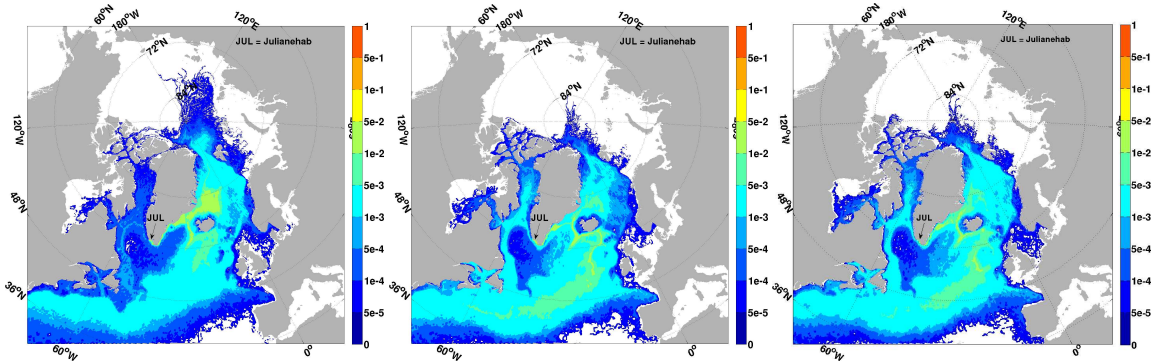 60°N
180°W
120°E
72°N
JUL = Julianehab
84°N
120°W
48°N
JUL
36°N
60°W
0°
1
5e-1
1e-1
5e-2
1e-2
5e-3
1e-3
5e-4
1e-4
5e-5
0
60°N
180°W
120°E
72°N
JUL = Julianehab
84°N
120°W
48°N
JUL
36°N
60°W
0°
1
5e-1
1e-1
5e-2
1e-2
5e-3
1e-3
5e-4
1e-4
5e-5
0
60°N
180°W
120°E
72°N
JUL = Julianehab
84°N
120°W
48°N
JUL
36°N
60°W
0°
1
5e-1
1e-1
5e-2
1e-2
5e-3
1e-3
5e-4
1e-4
5e-5
0